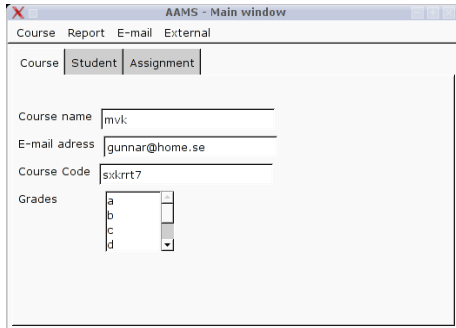 AAMS - Main window
Course Report E-mail External
Course Student Assignment
Course name mvk
E-mail adress gunnar@home.se
Course Code sxkrrt7
Grades a
b
c
d